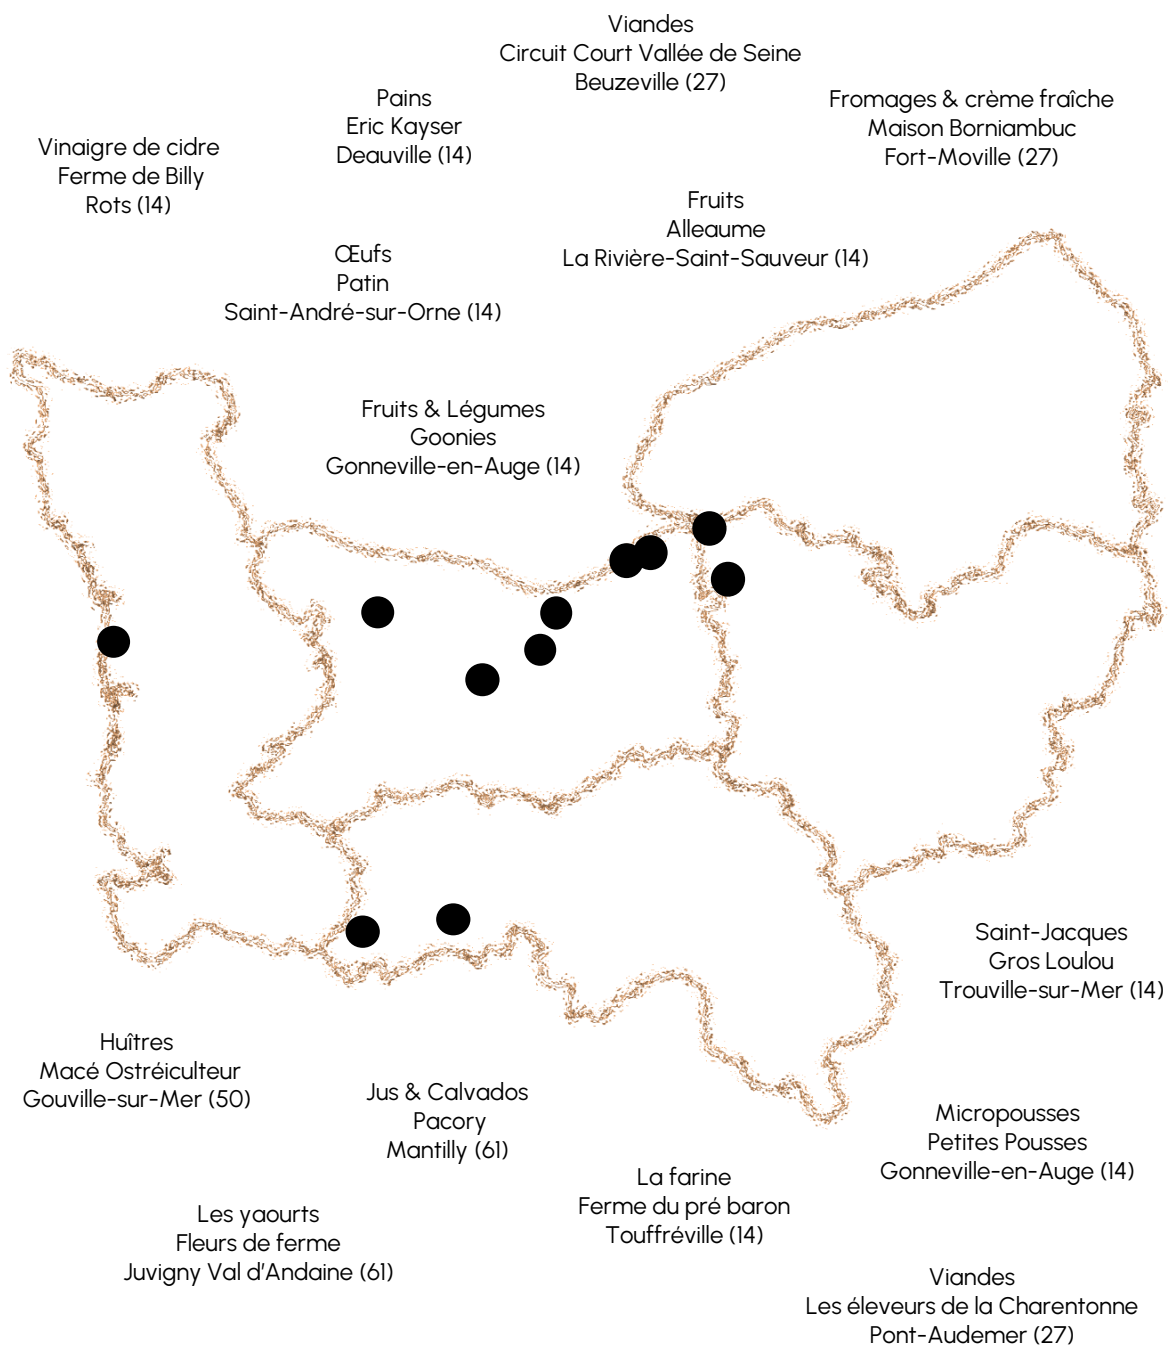 Viandes
Circuit Court Vallée de Seine
Beuzeville (27)
Pains
Eric Kayser
Deauville (14)
Fromages & crème fraîche
Maison Borniambuc
Fort-Moville (27)
Vinaigre de cidre
Ferme de Billy
Rots (14)
Fruits
Alleaume
La Rivière-Saint-Sauveur (14)
Œufs
Patin
Saint-André-sur-Orne (14)
Fruits & Légumes
Goonies
Gonneville-en-Auge (14)
Saint-Jacques
Gros Loulou
Trouville-sur-Mer (14)
Huîtres
Macé Ostréiculteur
Gouville-sur-Mer (50)
Jus & Calvados
Pacory
Mantilly (61)
Micropousses
Petites Pousses
Gonneville-en-Auge (14)
La farine
Ferme du pré baron
Touffréville (14)
Les yaourts
Fleurs de ferme
Juvigny Val d'Andaine (61)
Viandes
Les éleveurs de la Charentonne
Pont-Audemer (27)